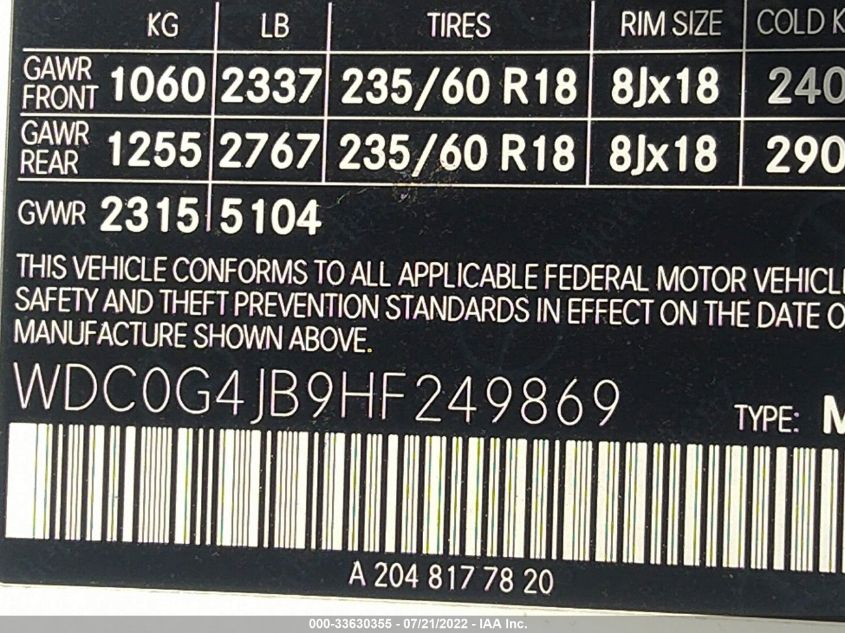 KG LB TIRES RIM SIZE COLD K
GAWR FRONT 1060 2337 235/60 R18 8Jx18 240
GAWR REAR 1255 2767 235/60 R18 8Jx18 290
GVWR 2315 5104
THIS VEHICLE CONFORMS TO ALL APPLICABLE FEDERAL MOTOR VEHICL
SAFETY AND THEFT PREVENTION STANDARDS IN EFFECT ON THE DATE O
MANUFACTURE SHOWN ABOVE.
WDC0G4JB9HF249869 TYPE: M
A 204 817 78 20
000-33630355 - 07/21/2022 - IAA Inc.